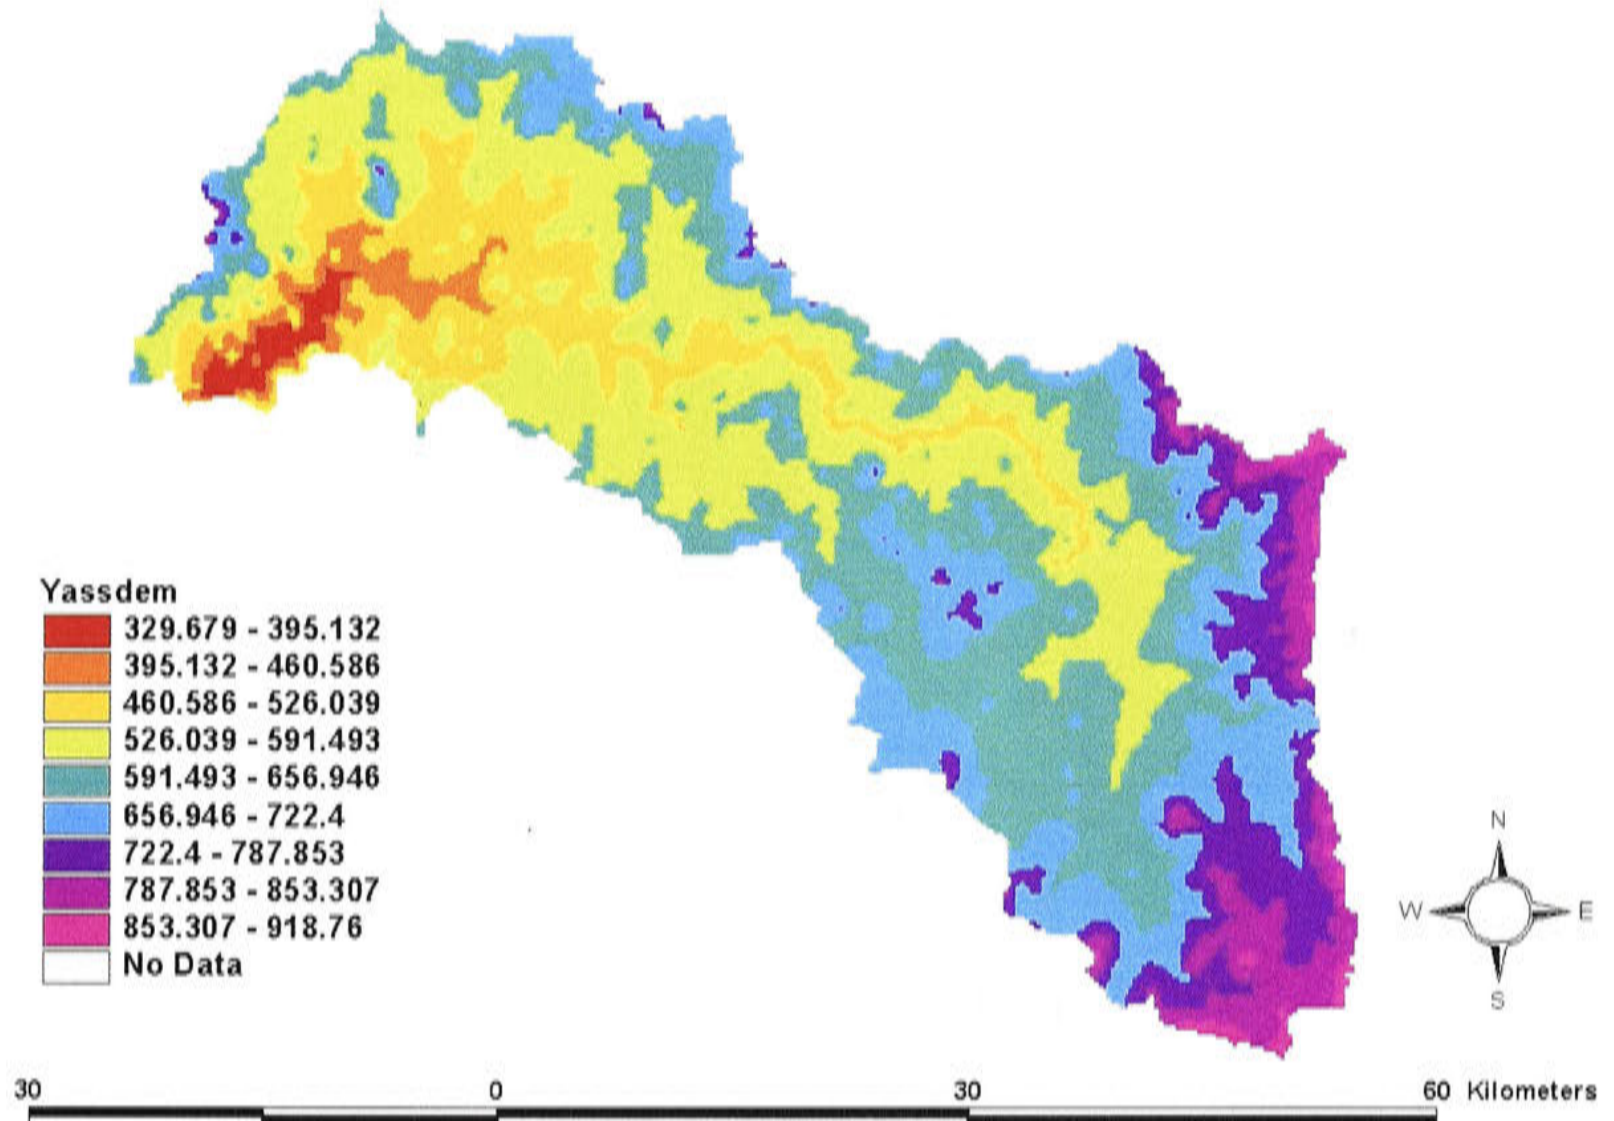 Yassdem
329.679 - 395.132
395.132 - 460.586
460.586 - 526.039
526.039 - 591.493
591.493 - 656.946
656.946 - 722.4
722.4 - 787.853
787.853 - 853.307
853.307 - 918.76
No Data
N
W E
S
30 0 30 60 Kilometers